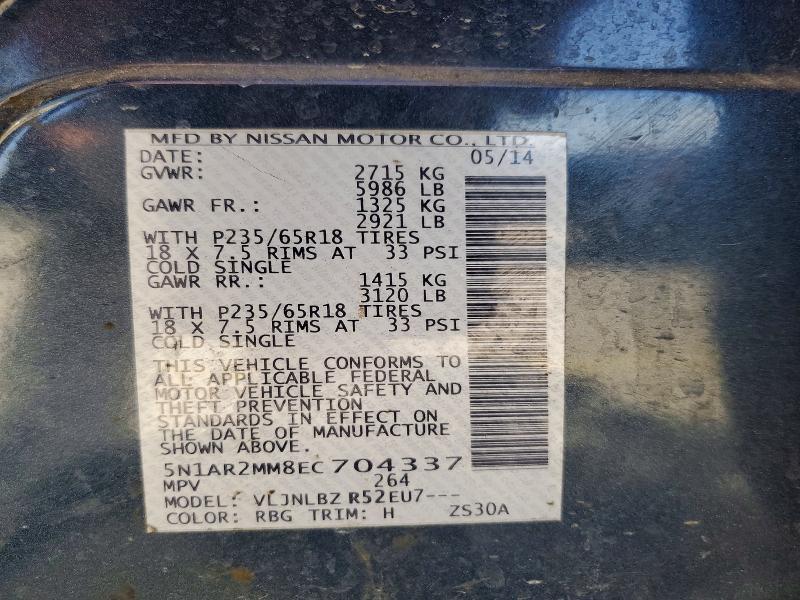 MFD BY NISSAN MOTOR CO., LTD.
DATE: 05/14
GVWR: 2715 KG
5986 LB
GAWR FR.: 1325 KG
2921 LB
WITH P235/65R18 TIRES
18 X 7.5 RIMS AT 33 PSI
COLD SINGLE
GAWR RR.: 1415 KG
3120 LB
WITH P235/65R18 TIRES
18 X 7.5 RIMS AT 33 PSI
COLD SINGLE
THIS VEHICLE CONFORMS TO
ALL APPLICABLE FEDERAL
MOTOR VEHICLE SAFETY AND
THEFT PREVENTION
STANDARDS IN EFFECT ON
THE DATE OF MANUFACTURE
SHOWN ABOVE.
5N1AR2MM8EC704337
MPV 264
MODEL: VLJNLBZ R52EU7---
COLOR: RBG TRIM: H ZS30A